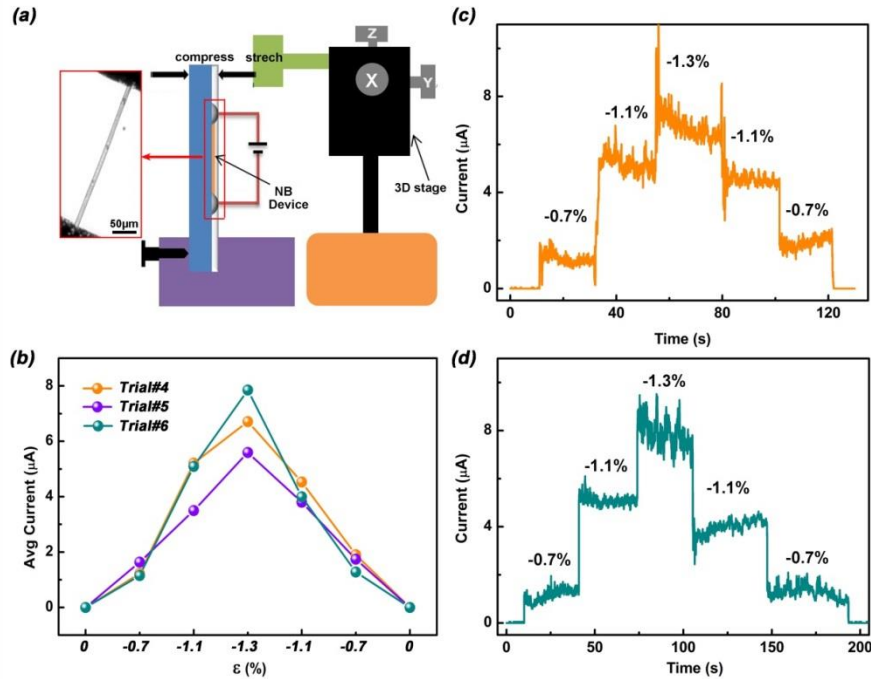 (a)
compress
strech
Z
X
Y
50μm
NB
Device
3D stage
(b)
Trial#4
Trial#5
Trial#6
Avg Current (μA)
8
6
4
2
0
0 -0.7 -1.1 -1.3 -1.1 -0.7 0
ε (%)
(c)
-0.7%
-1.1%
-1.3%
-1.1%
-0.7%
Current (μA)
8
4
0
0 40 80 120
Time (s)
(d)
-0.7%
-1.1%
-1.3%
-1.1%
-0.7%
Current (μA)
8
4
0
0 50 100 150 200
Time (s)